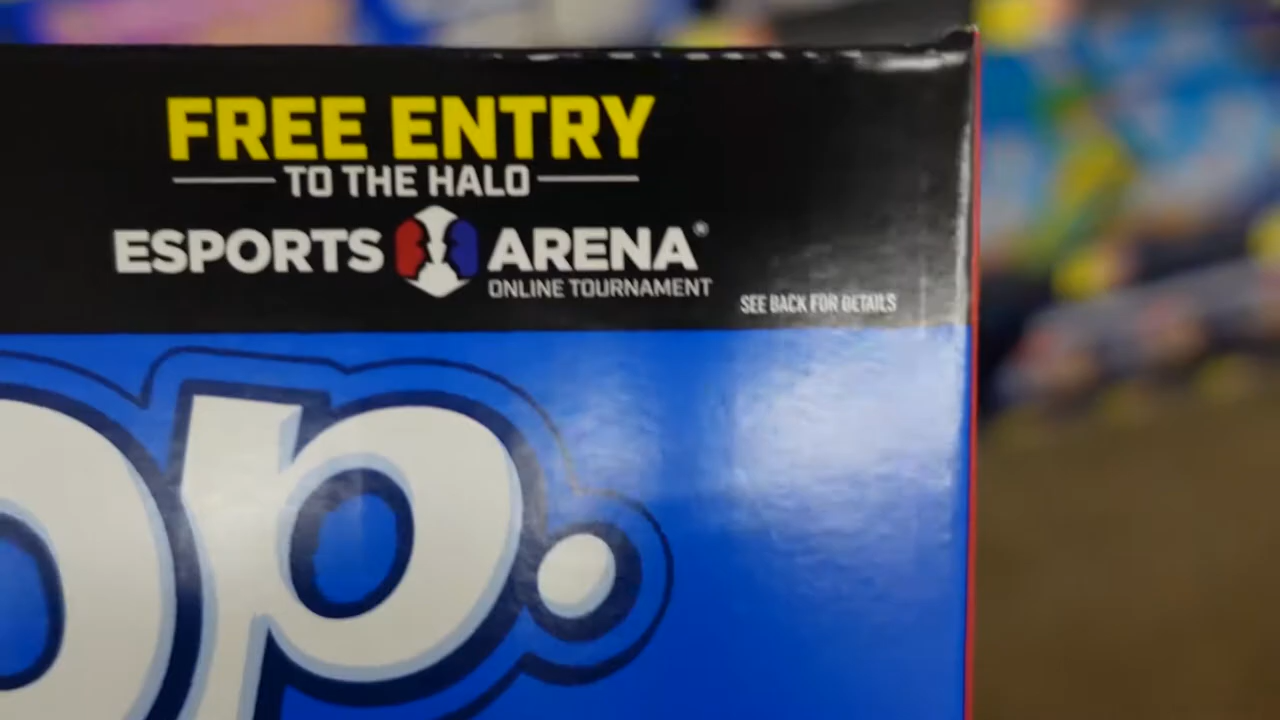 FREE ENTRY
TO THE HALO
ESPORTS ARENA®
ONLINE TOURNAMENT
SEE BACK FOR DETAILS
op.